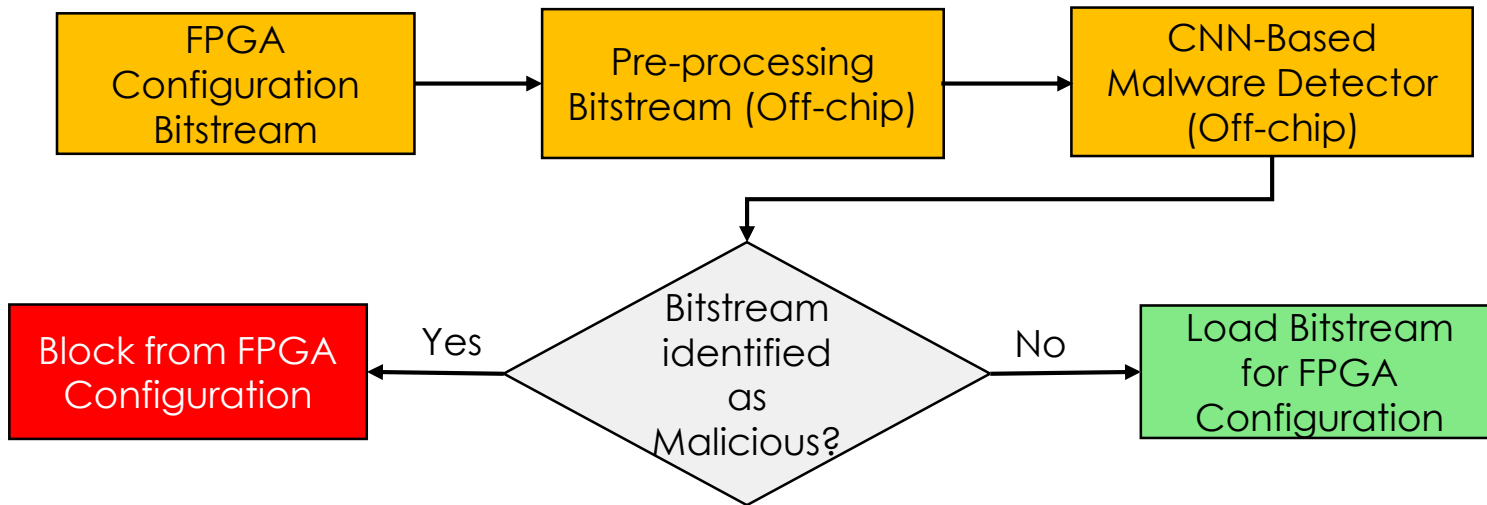 FPGA
Configuration
Bitstream
Pre-processing
Bitstream (Off-chip)
CNN-Based
Malware Detector
(Off-chip)
Bitstream
identified
as
Malicious?
Yes
No
Block from FPGA
Configuration
Load Bitstream
for FPGA
Configuration